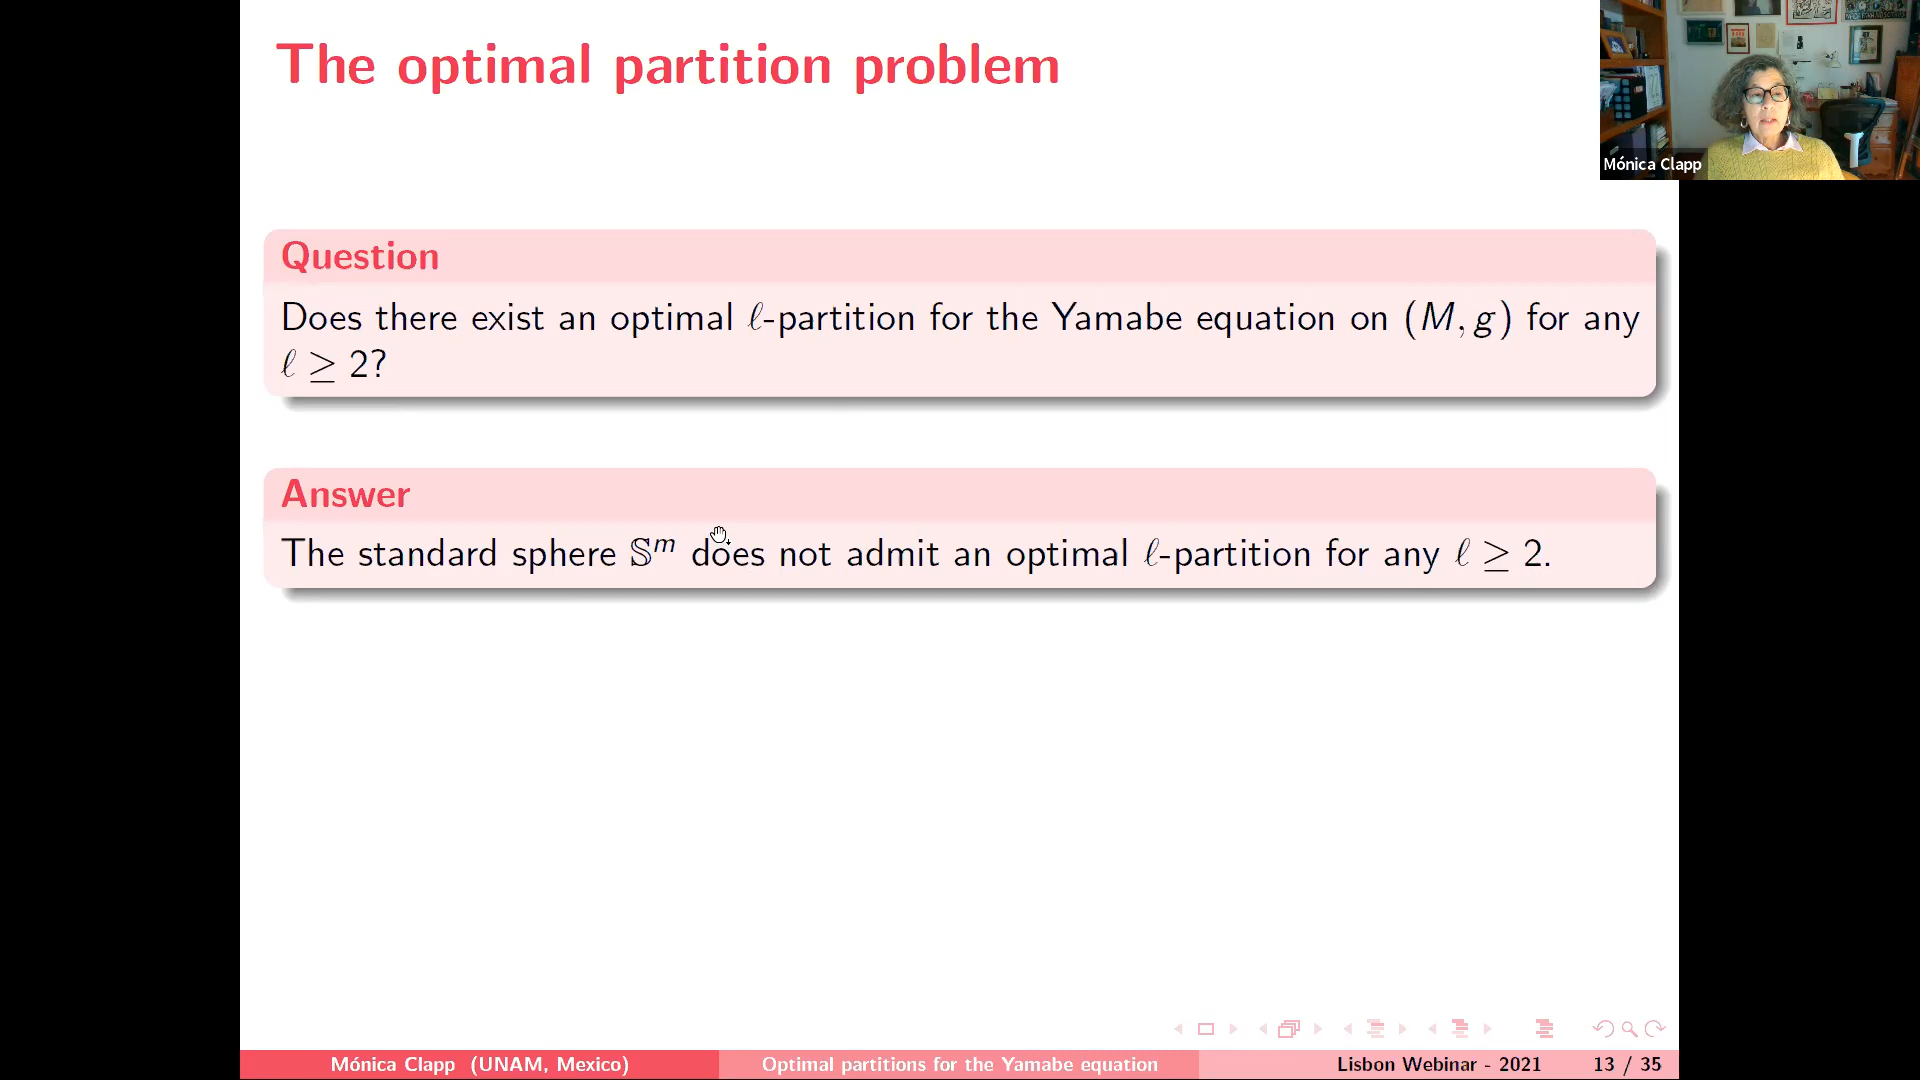 The optimal partition problem
Mónica Clapp
Question
Does there exist an optimal ℓ-partition for the Yamabe equation on (M, g) for any
ℓ ≥ 2?
Answer
The standard sphere 𝕊ᵐ does not admit an optimal ℓ-partition for any ℓ ≥ 2.
Mónica Clapp (UNAM, Mexico) Optimal partitions for the Yamabe equation Lisbon Webinar - 2021 13 / 35